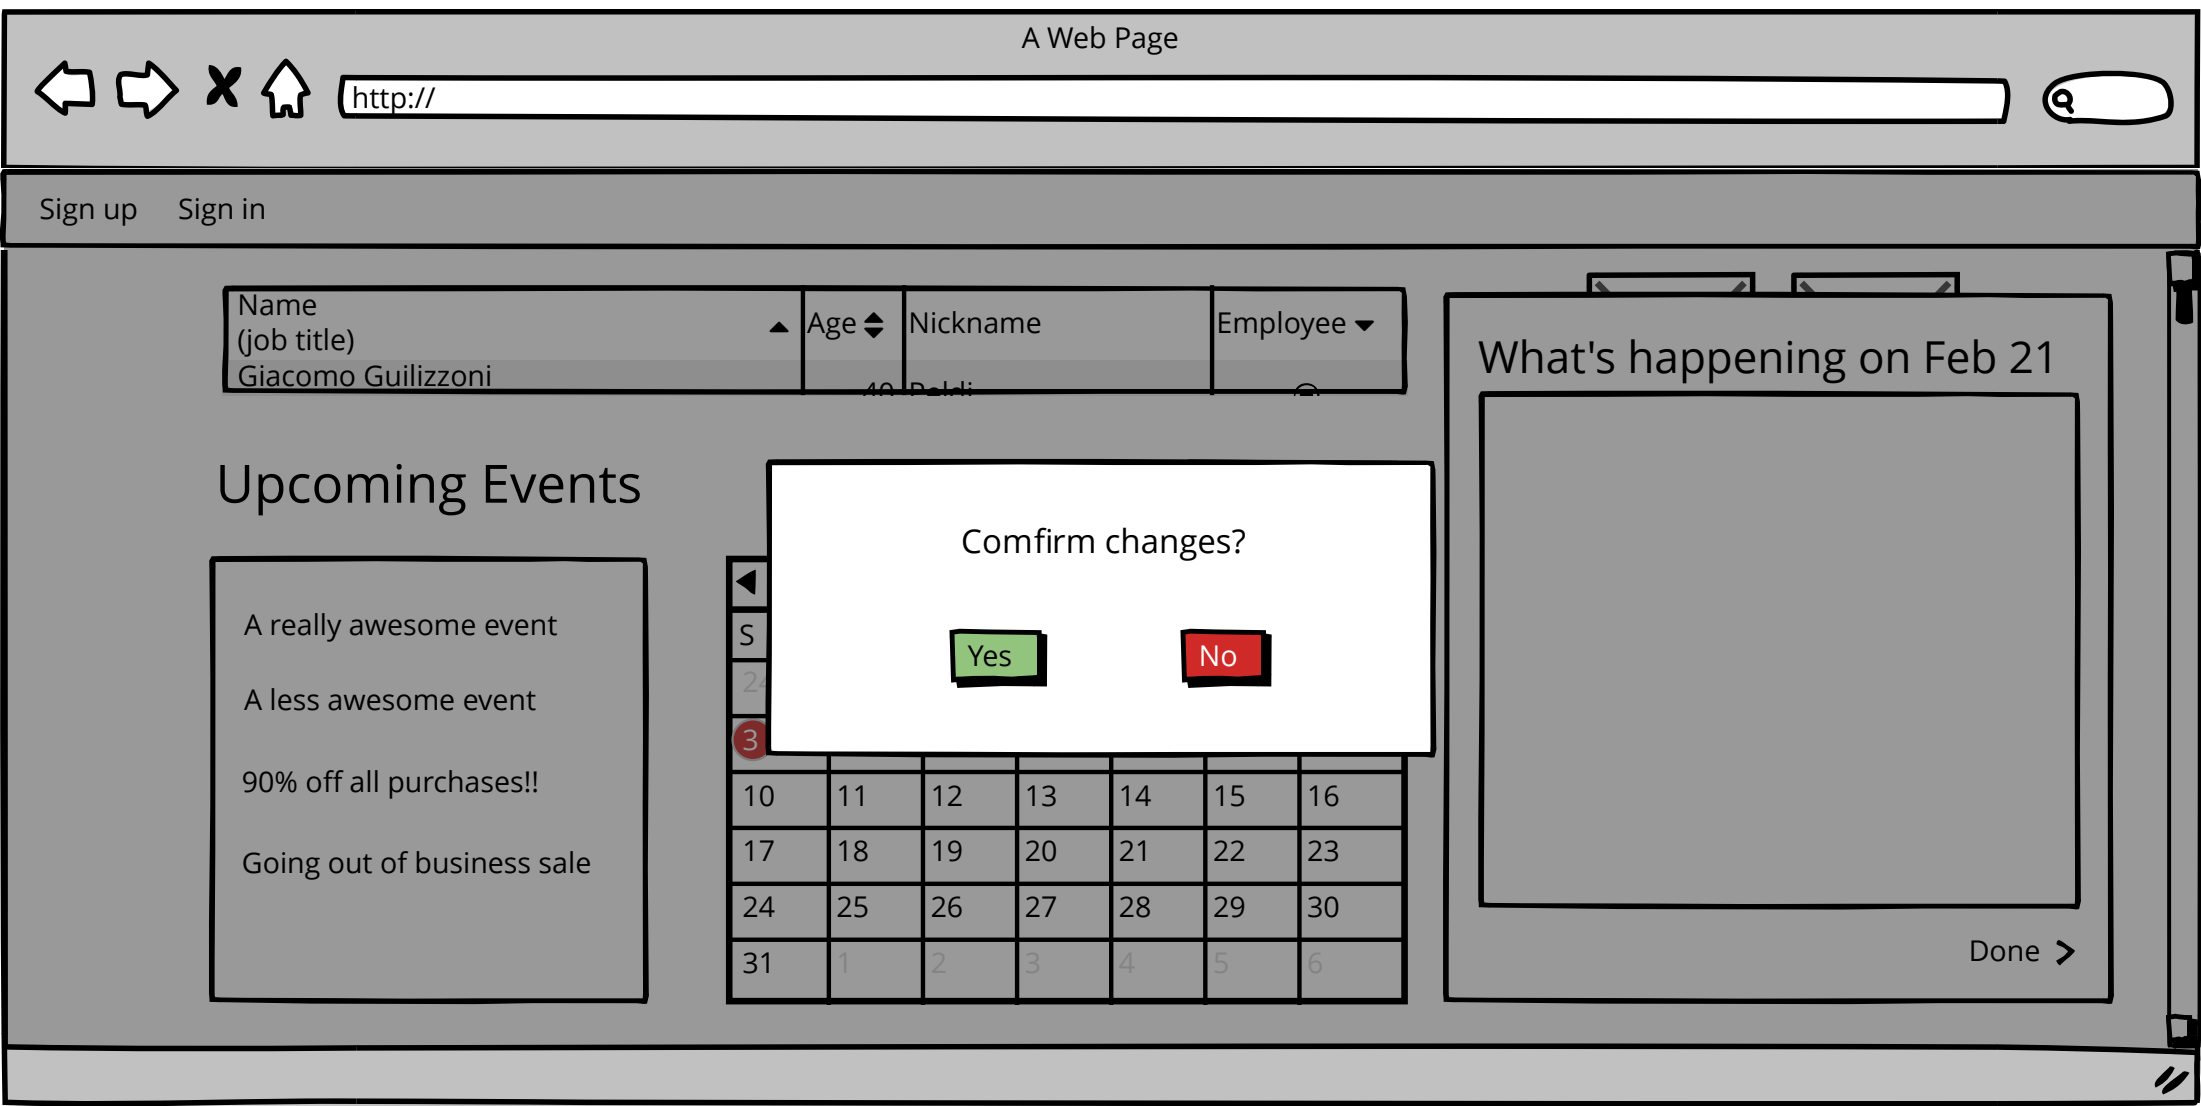 A Web Page
http://
Sign up Sign in
Name
(job title)
Age Nickname Employee
Giacomo Guilizzoni
What's happening on Feb 21
Upcoming Events
Comfirm changes?
Yes No
A really awesome event
A less awesome event
90% off all purchases!!
Going out of business sale
S
3
10 11 12 13 14 15 16
17 18 19 20 21 22 23
24 25 26 27 28 29 30
31 1 2 3 4 5 6
Done